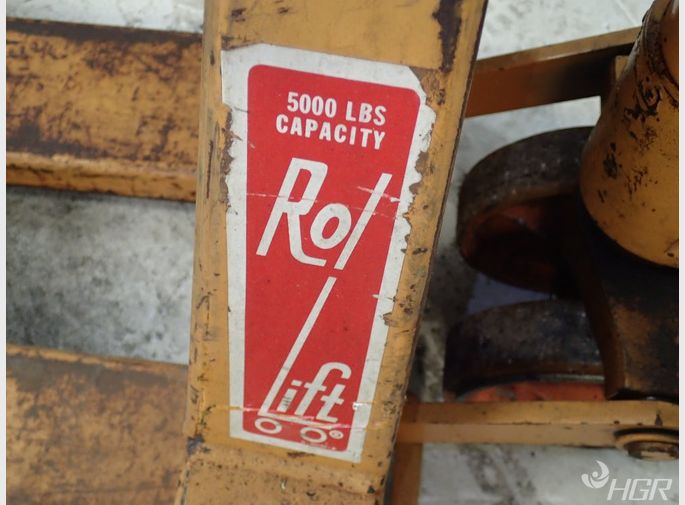 5000 LBS
CAPACITY
Rol
Lift
®
HGR